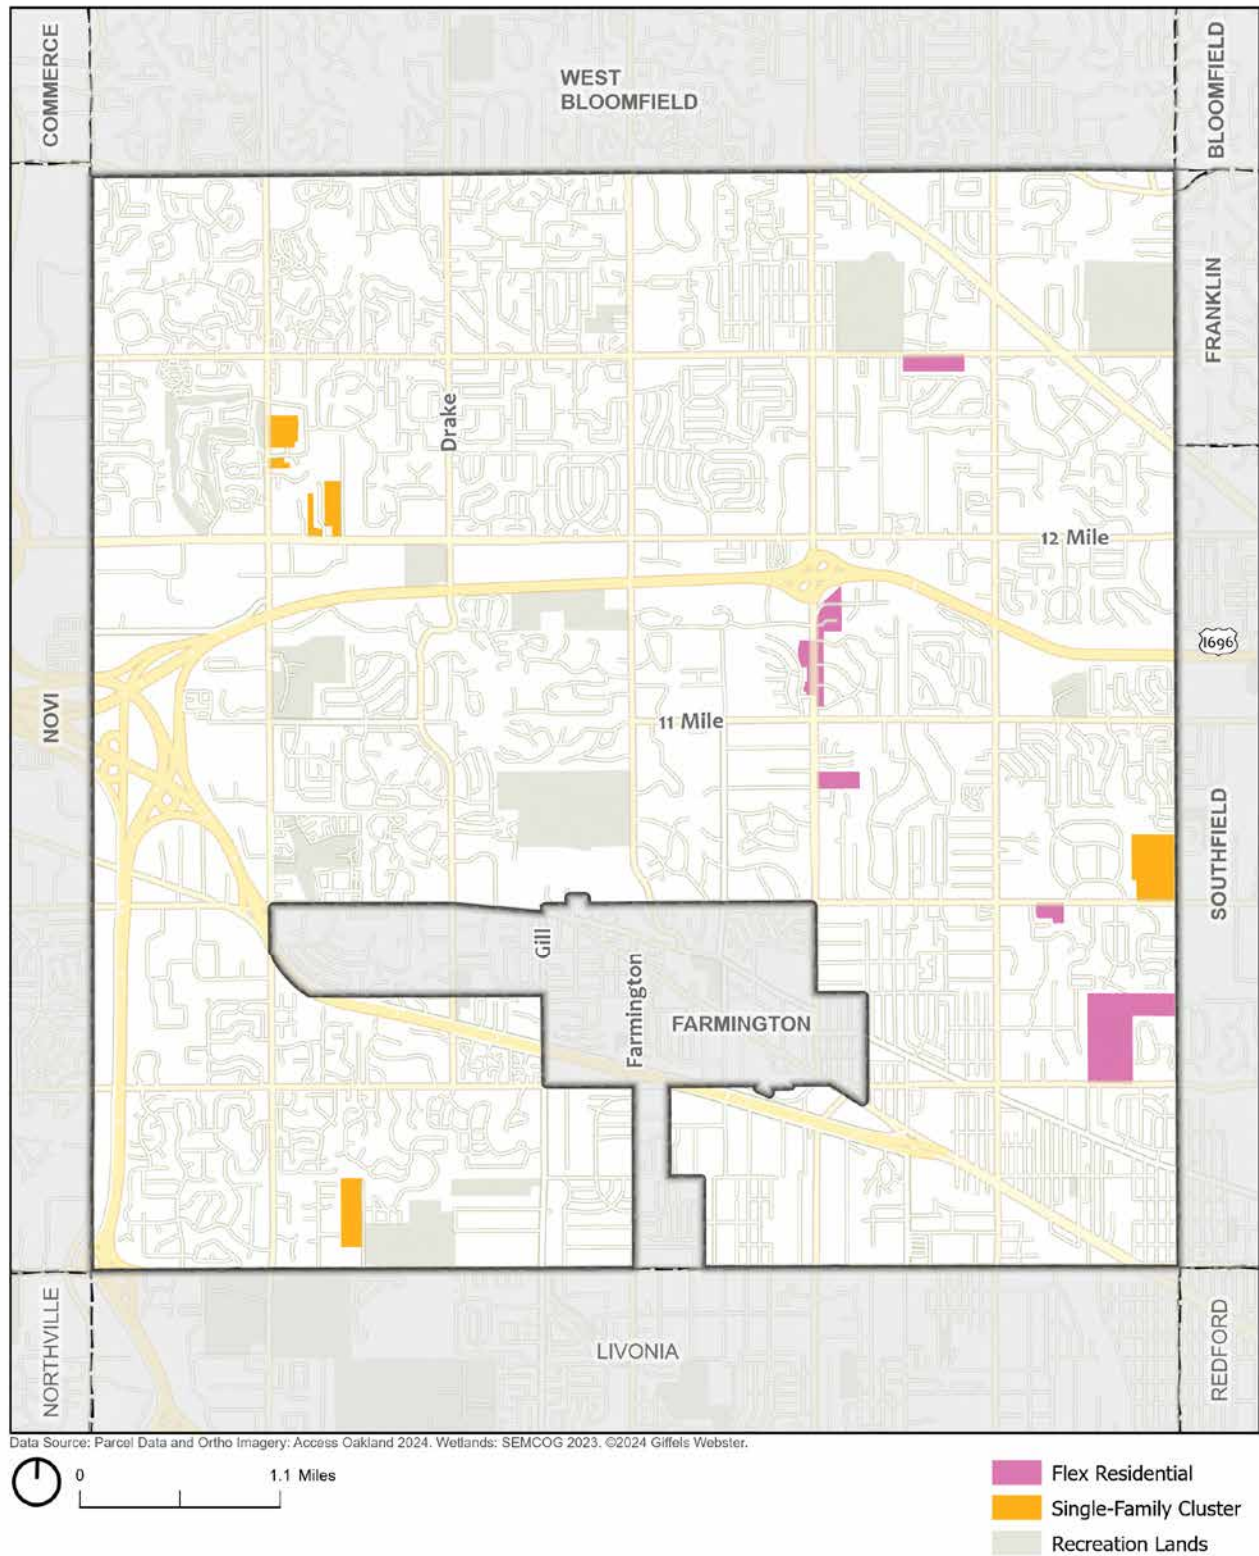 COMMERCE
WEST
BLOOMFIELD
BLOOMFIELD
FRANKLIN
Drake
12 Mile
1696
NOVI
11 Mile
SOUTHFIELD
Gill
Farmington
FARMINGTON
NORTHVILLE
LIVONIA
REDFORD
Data Source: Parcel Data and Ortho Imagery: Access Oakland 2024. Wetlands: SEMCOG 2023. ©2024 Giffels Webster.
0
1.1 Miles
Flex Residential
Single-Family Cluster
Recreation Lands